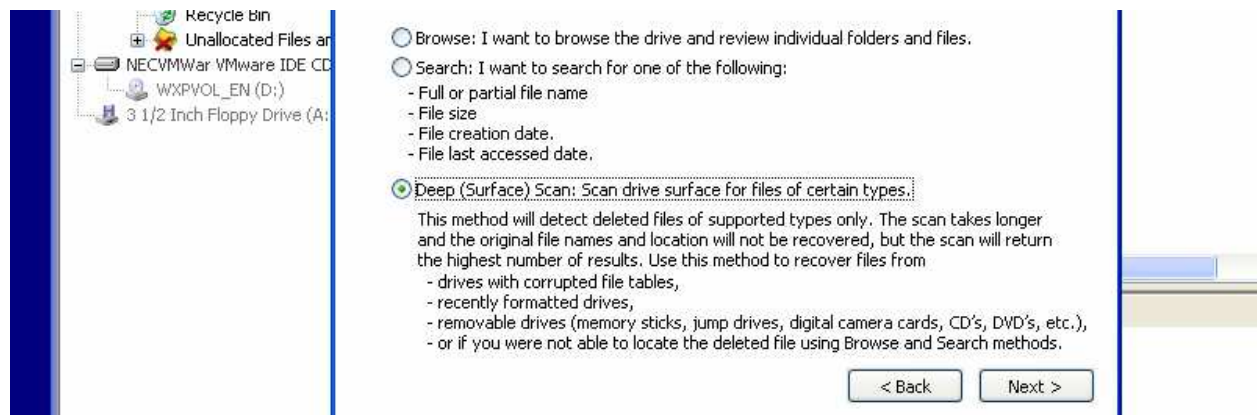 Recycle Bin
Unallocated Files ar
NECVMWar VMware IDE CD
WXPVOL_EN (D:)
3 1/2 Inch Floppy Drive (A:
Browse: I want to browse the drive and review individual folders and files.
Search: I want to search for one of the following:
- Full or partial file name
- File size
- File creation date.
- File last accessed date.
Deep (Surface) Scan: Scan drive surface for files of certain types.
This method will detect deleted files of supported types only. The scan takes longer
and the original file names and location will not be recovered, but the scan will return
the highest number of results. Use this method to recover files from
- drives with corrupted file tables,
- recently formatted drives,
- removable drives (memory sticks, jump drives, digital camera cards, CD's, DVD's, etc.),
- or if you were not able to locate the deleted file using Browse and Search methods.
< Back
Next >